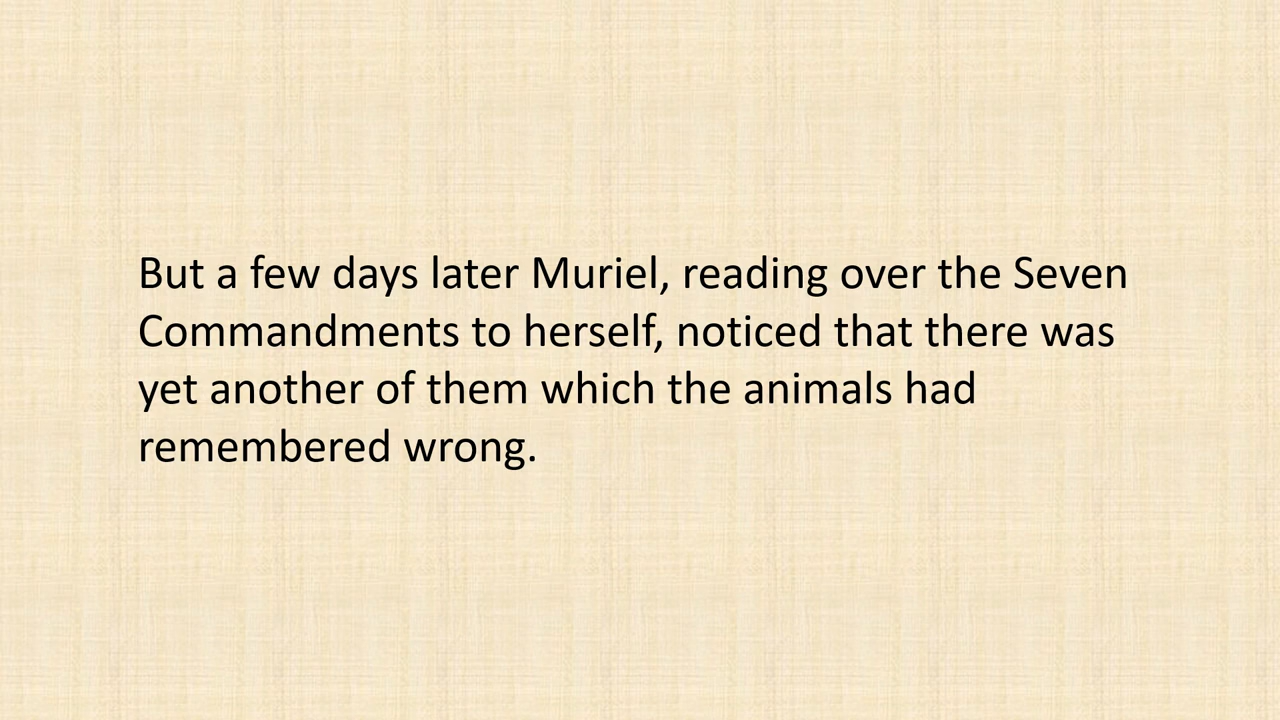 But a few days later Muriel, reading over the Seven
Commandments to herself, noticed that there was
yet another of them which the animals had
remembered wrong.